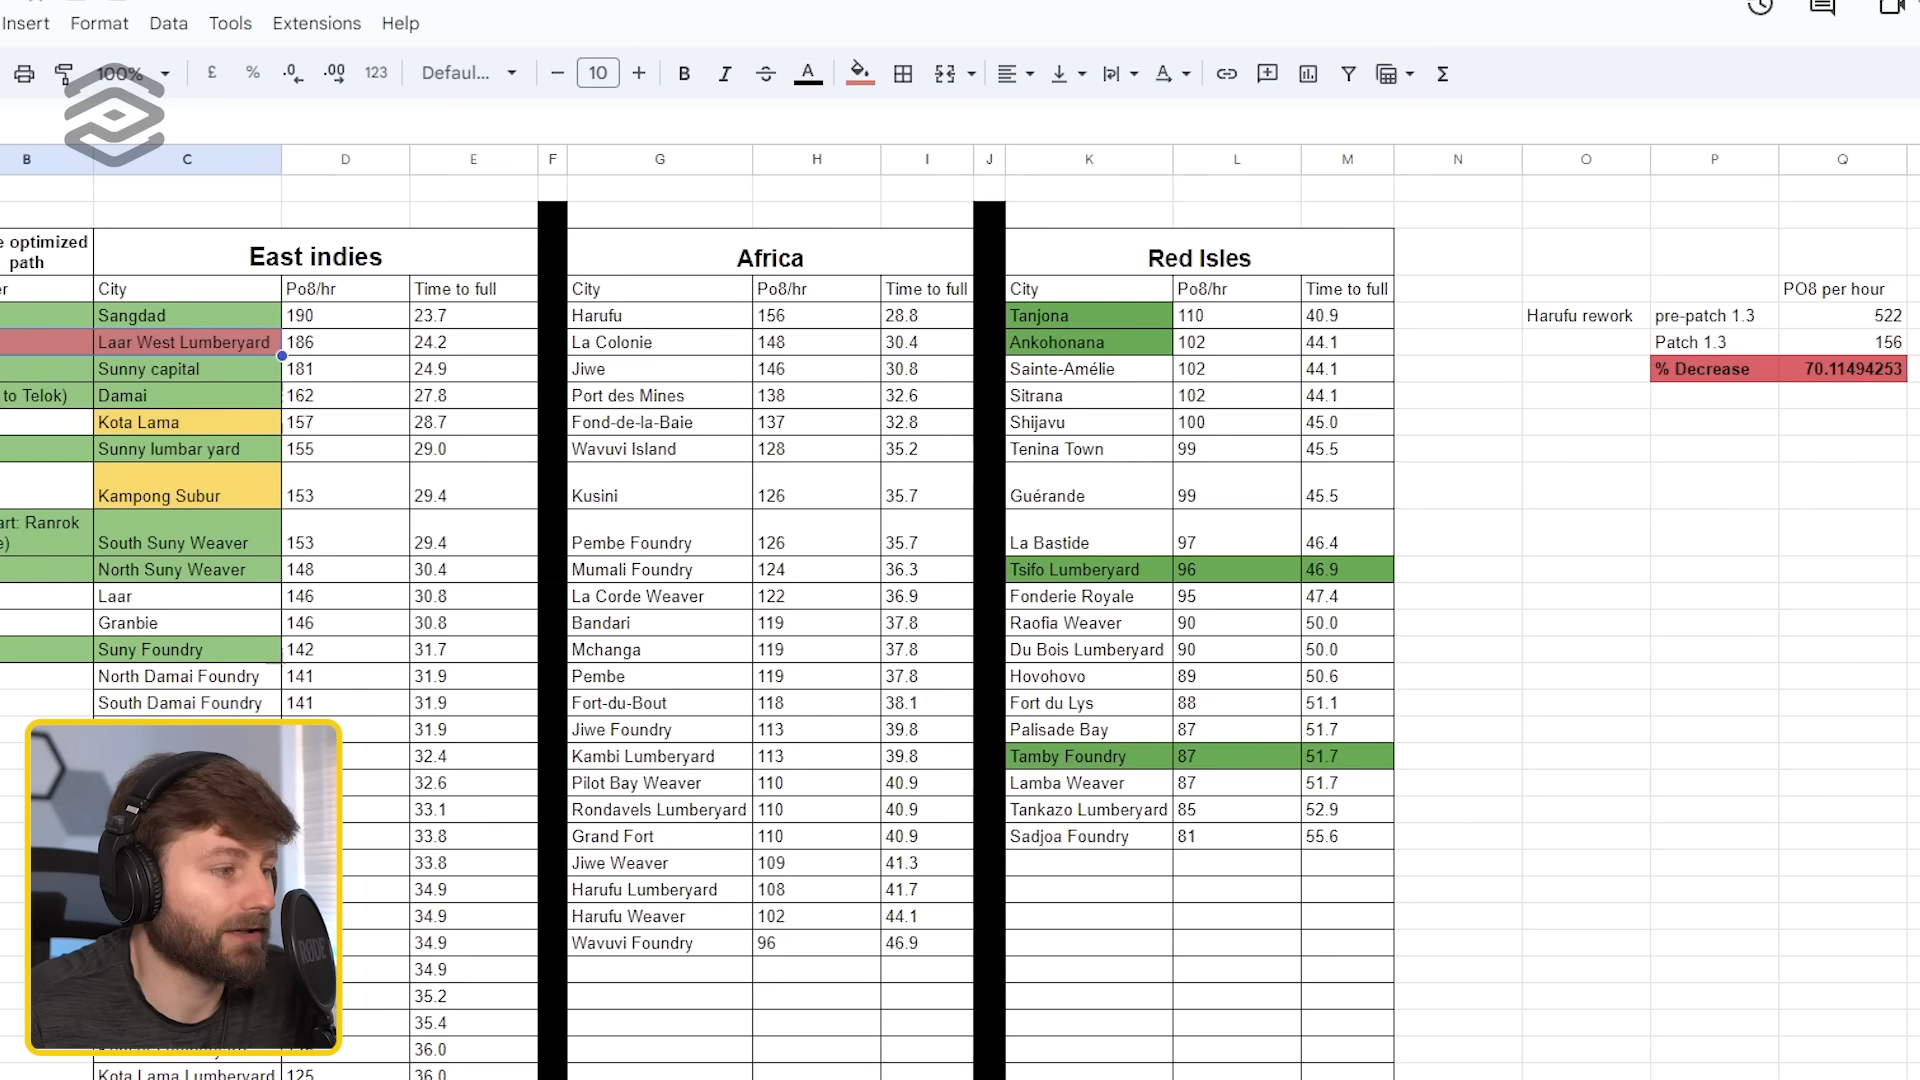 Insert Format Data Tools Extensions Help
100% £ % .0 .00 123 Defaul... − 10 + B I A Σ
B C D E F G H I J K L M N O P Q
e optimized
path
East indies Africa Red Isles
r City Po8/hr Time to full City Po8/hr Time to full City Po8/hr Time to full PO8 per hour
Sangdad 190 23.7 Harufu 156 28.8 Tanjona 110 40.9 Harufu rework pre-patch 1.3 522
Laar West Lumberyard 186 24.2 La Colonie 148 30.4 Ankohonana 102 44.1 Patch 1.3 156
Sunny capital 181 24.9 Jiwe 146 30.8 Sainte-Amélie 102 44.1 % Decrease 70.11494253
to Telok) Damai 162 27.8 Port des Mines 138 32.6 Sitrana 102 44.1
Kota Lama 157 28.7 Fond-de-la-Baie 137 32.8 Shijavu 100 45.0
Sunny lumbar yard 155 29.0 Wavuvi Island 128 35.2 Tenina Town 99 45.5
Kampong Subur 153 29.4 Kusini 126 35.7 Guérande 99 45.5
art: Ranrok
e) South Suny Weaver 153 29.4 Pembe Foundry 126 35.7 La Bastide 97 46.4
North Suny Weaver 148 30.4 Mumali Foundry 124 36.3 Tsifo Lumberyard 96 46.9
Laar 146 30.8 La Corde Weaver 122 36.9 Fonderie Royale 95 47.4
Granbie 146 30.8 Bandari 119 37.8 Raofia Weaver 90 50.0
Suny Foundry 142 31.7 Mchanga 119 37.8 Du Bois Lumberyard 90 50.0
North Damai Foundry 141 31.9 Pembe 119 37.8 Hovohovo 89 50.6
South Damai Foundry 141 31.9 Fort-du-Bout 118 38.1 Fort du Lys 88 51.1
31.9 Jiwe Foundry 113 39.8 Palisade Bay 87 51.7
32.4 Kambi Lumberyard 113 39.8 Tamby Foundry 87 51.7
32.6 Pilot Bay Weaver 110 40.9 Lamba Weaver 87 51.7
33.1 Rondavels Lumberyard 110 40.9 Tankazo Lumberyard 85 52.9
33.8 Grand Fort 110 40.9 Sadjoa Foundry 81 55.6
33.8 Jiwe Weaver 109 41.3
34.9 Harufu Lumberyard 108 41.7
34.9 Harufu Weaver 102 44.1
34.9 Wavuvi Foundry 96 46.9
34.9
35.2
35.4
36.0
Kota Lama Lumberyard 125 36.0
RØDE